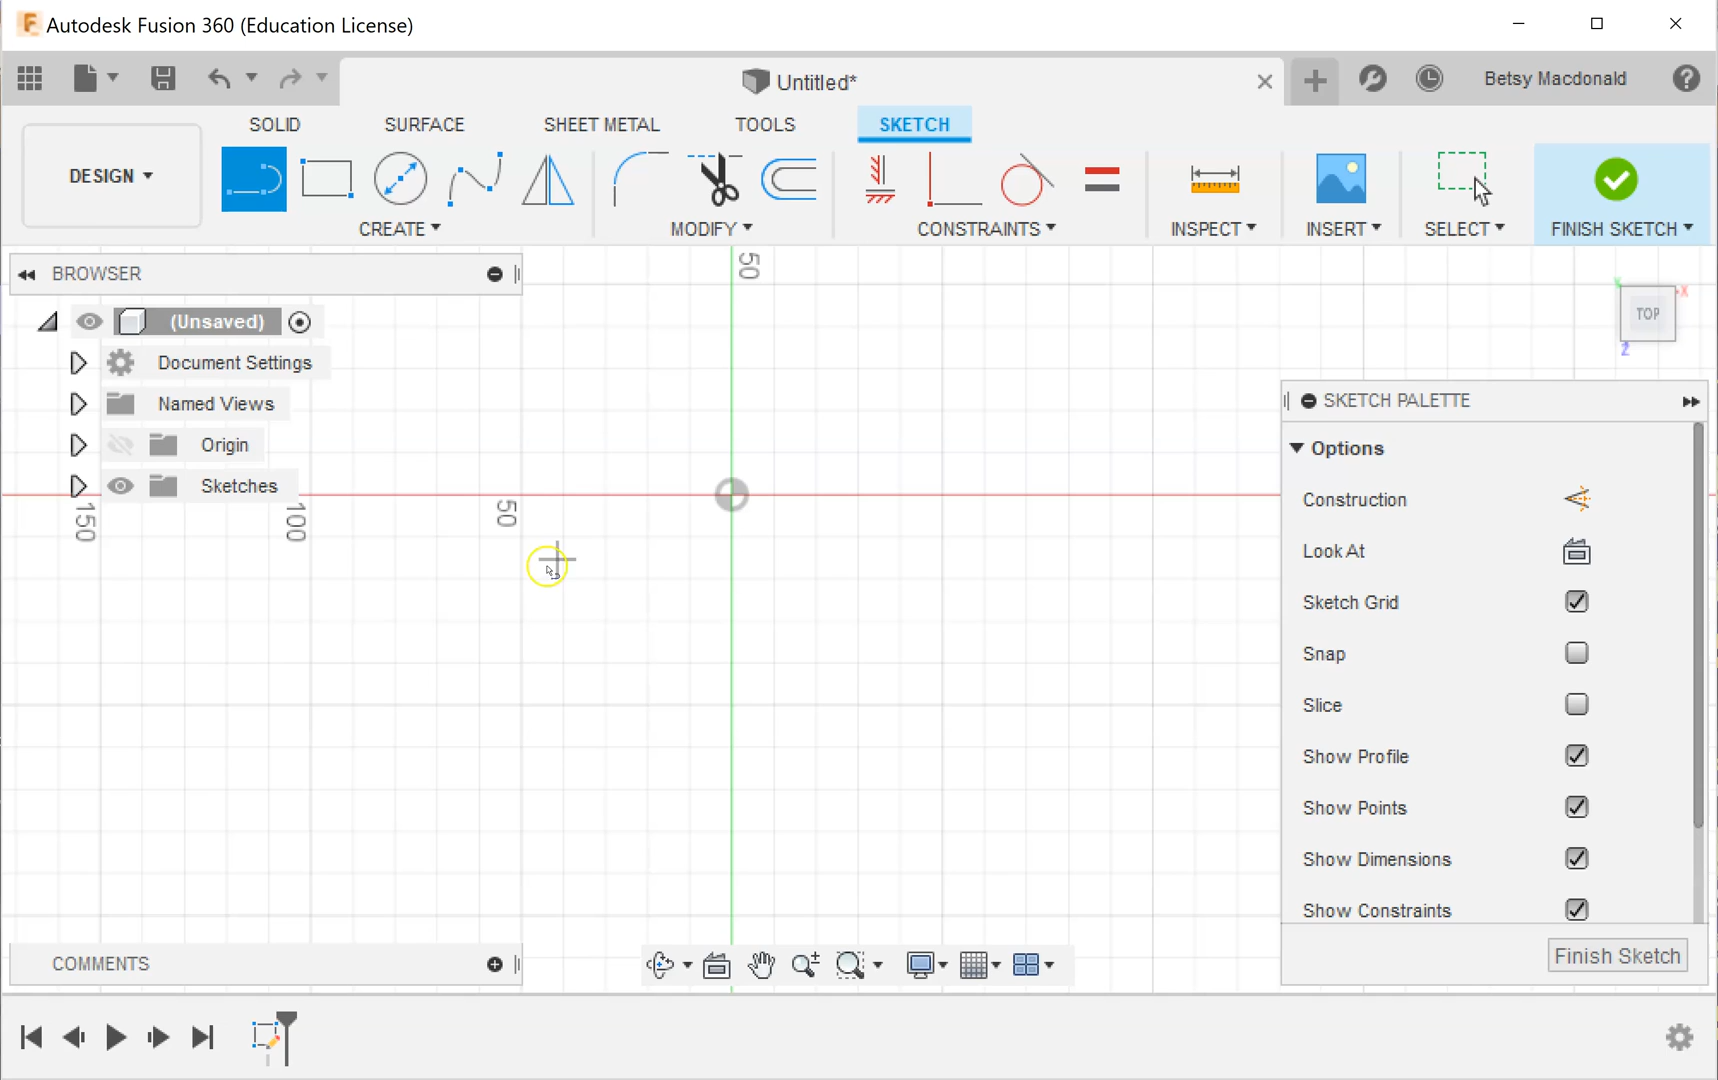 Autodesk Fusion 360 (Education License)
Untitled*
Betsy Macdonald
SOLID
SURFACE
SHEET METAL
TOOLS
SKETCH
DESIGN
CREATE
MODIFY
CONSTRAINTS
INSPECT
INSERT
SELECT
FINISH SKETCH
BROWSER
(Unsaved)
Document Settings
Named Views
Origin
Sketches
50
150
100
50
TOP
X
Y
Z
SKETCH PALETTE
Options
Construction
Look At
Sketch Grid
Snap
Slice
Show Profile
Show Points
Show Dimensions
Show Constraints
Finish Sketch
COMMENTS